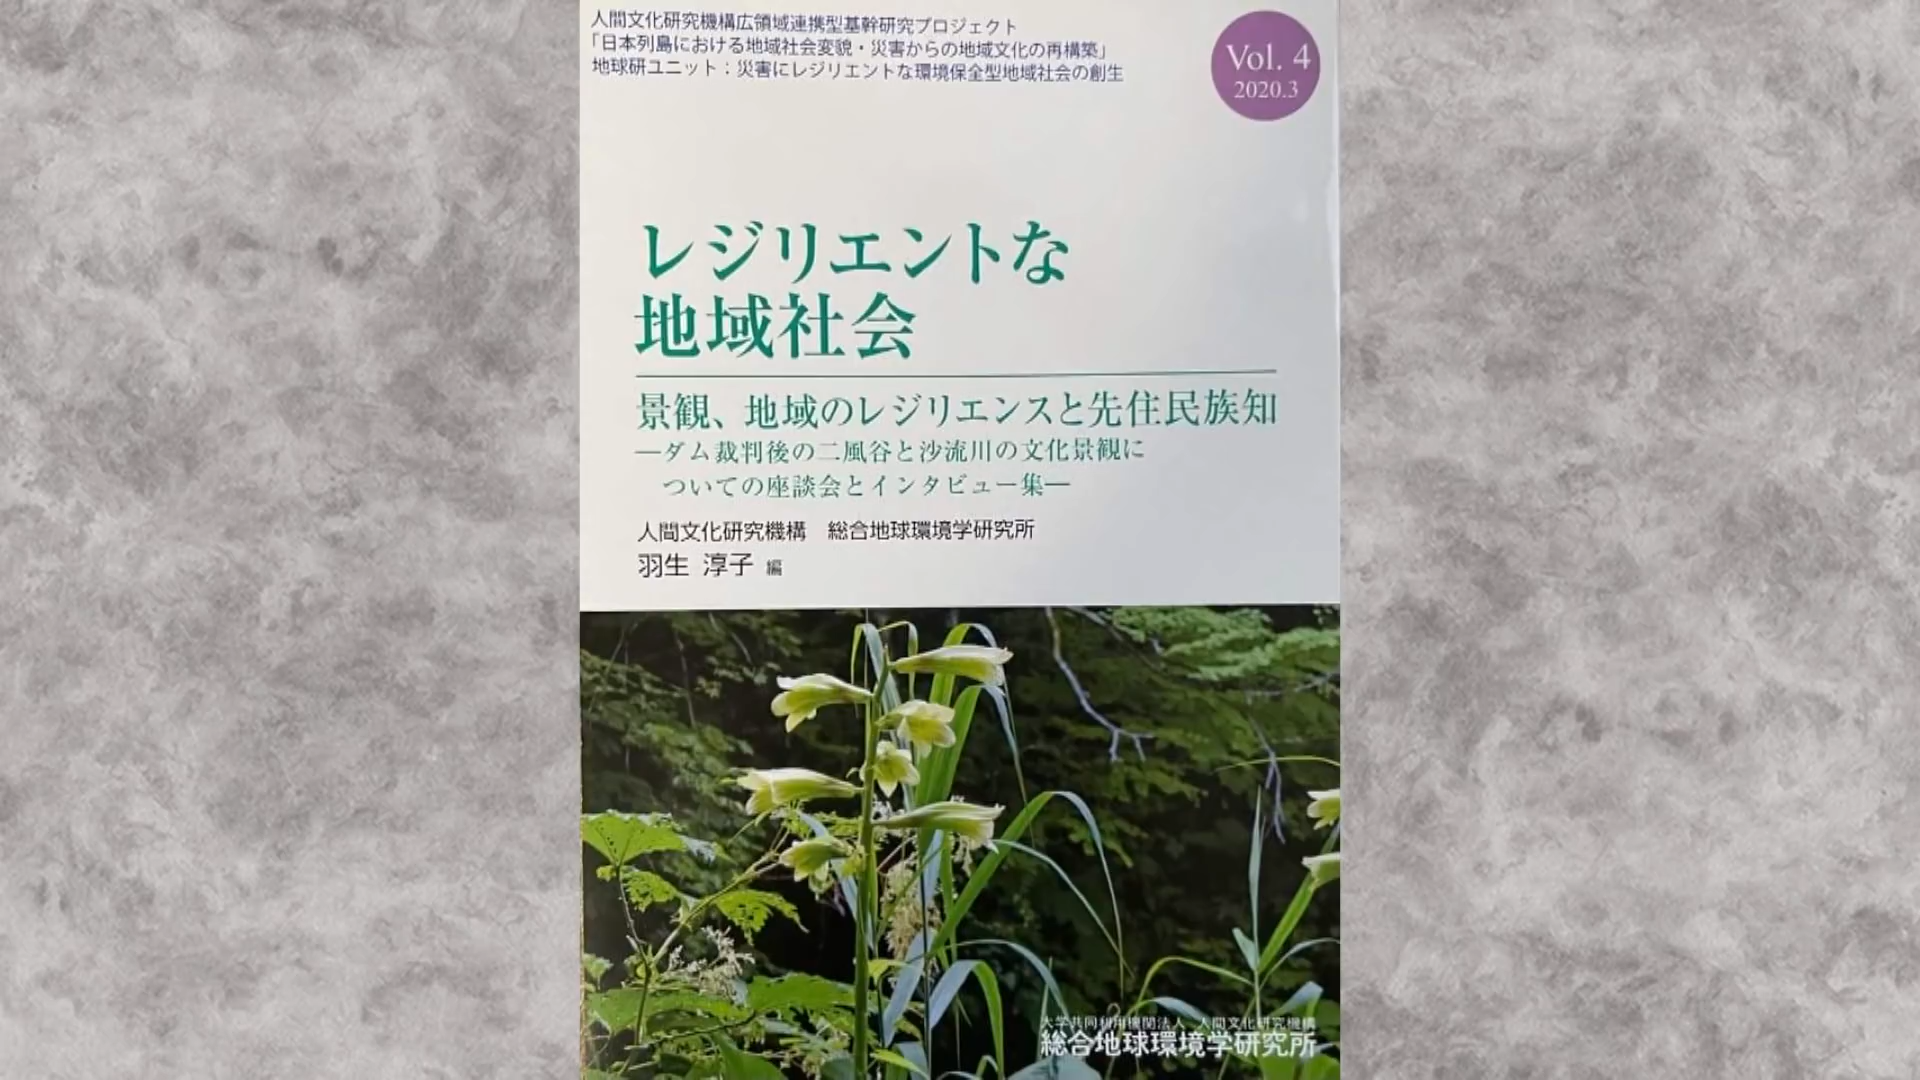 人間文化研究機構広領域連携型基幹研究プロジェクト
「日本列島における地域社会変貌・災害からの地域文化の再構築」
地球研ユニット：災害にレジリエントな環境保全型地域社会の創生
Vol. 4
2020.3
レジリエントな
地域社会
景観、地域のレジリエンスと先住民族知
―ダム裁判後の二風谷と沙流川の文化景観に
ついての座談会とインタビュー集―
人間文化研究機構　総合地球環境学研究所
羽生 淳子 編
大学共同利用機関法人 人間文化研究機構
総合地球環境学研究所